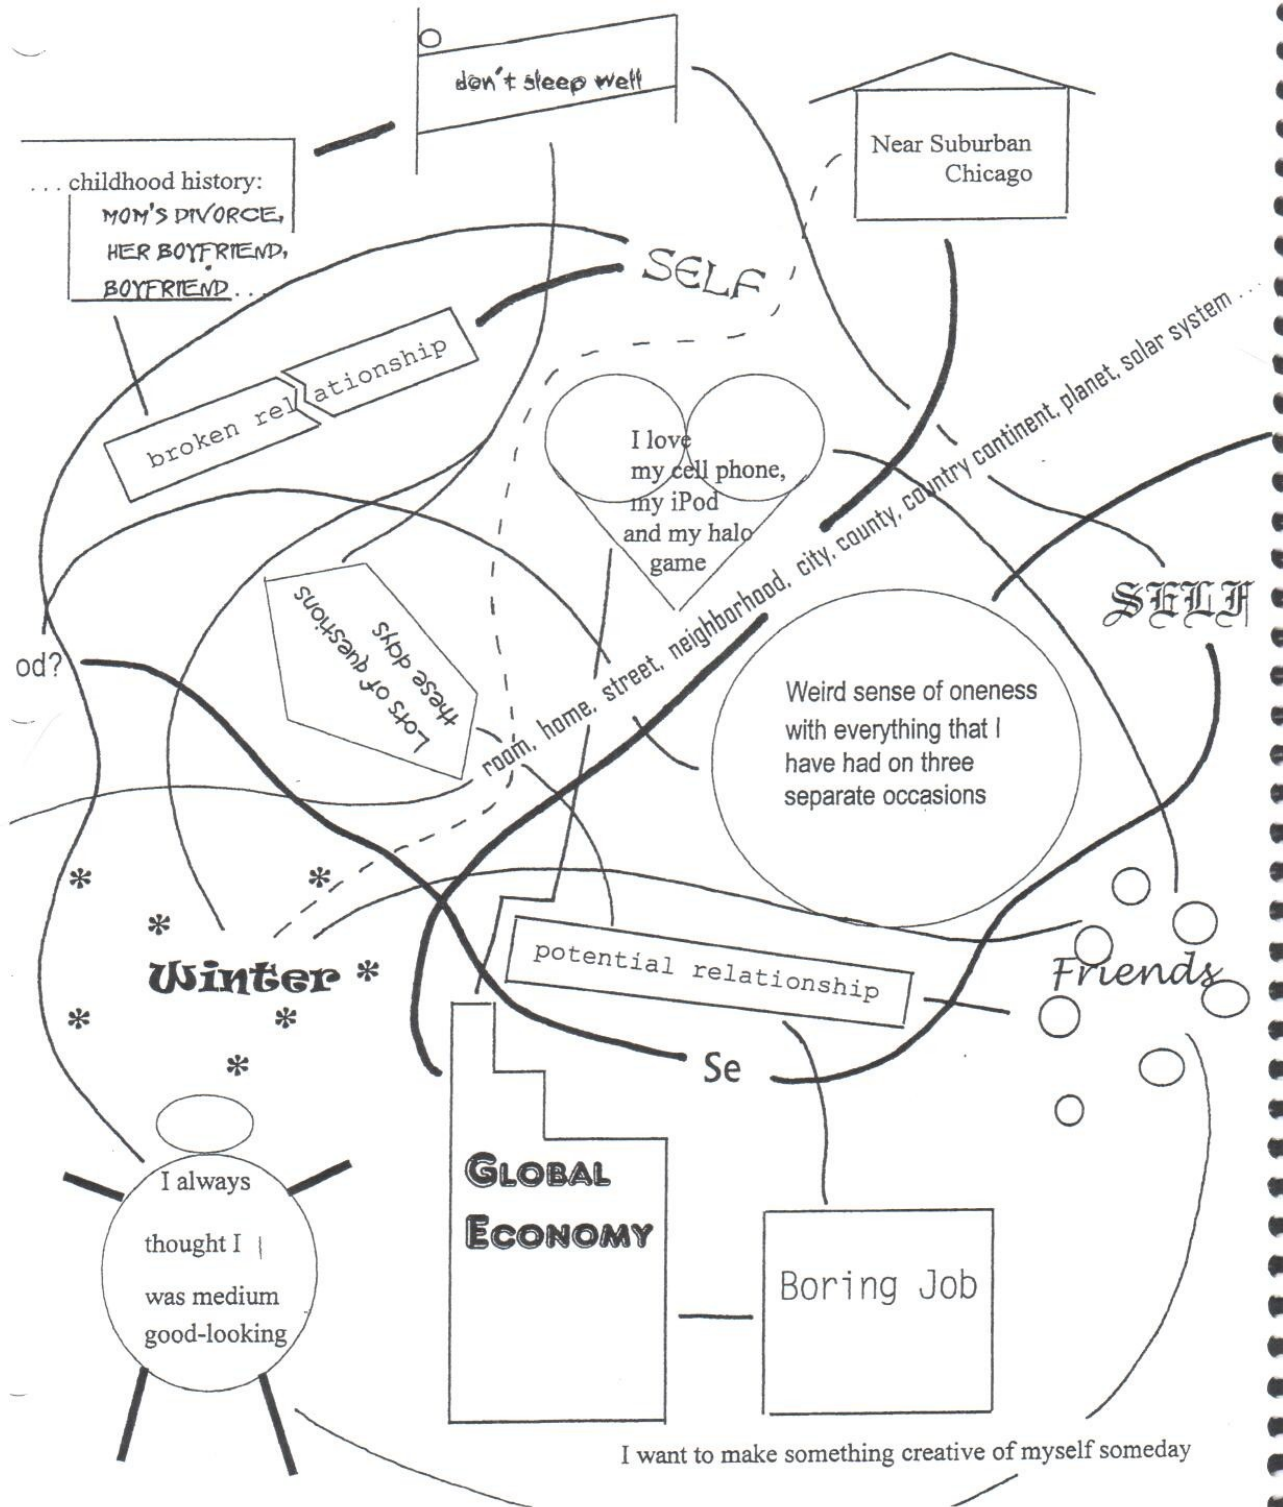 don't sleep well
Near Suburban
Chicago
... childhood history:
MOM'S DIVORCE,
HER BOYFRIEND,
BOYFRIEND...
SELF
broken relationship
I love
my cell phone,
my iPod
and my halo
game
room, home, street, neighborhood, city, county, country continent, planet, solar system ...
SELF
Lots of questions
these days
od?
Weird sense of oneness
with everything that I
have had on three
separate occasions
Winter
potential relationship
Friends
Se
I always
thought I
was medium
good-looking
GLOBAL
ECONOMY
Boring Job
I want to make something creative of myself someday